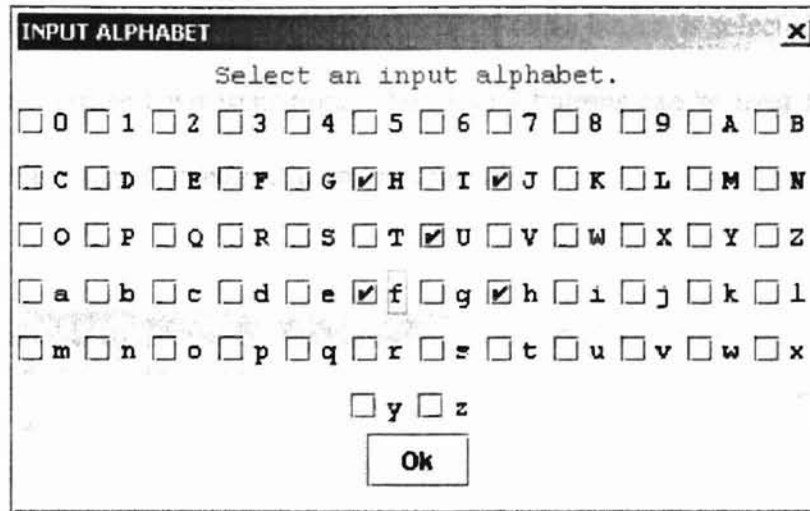 INPUT ALPHABET
Select an input alphabet.
0 1 2 3 4 5 6 7 8 9 A B
C D E F G H I J K L M N
O P Q R S T U V W X Y Z
a b c d e f g h i j k l
m n o p q r s t u v w x
y z
Ok